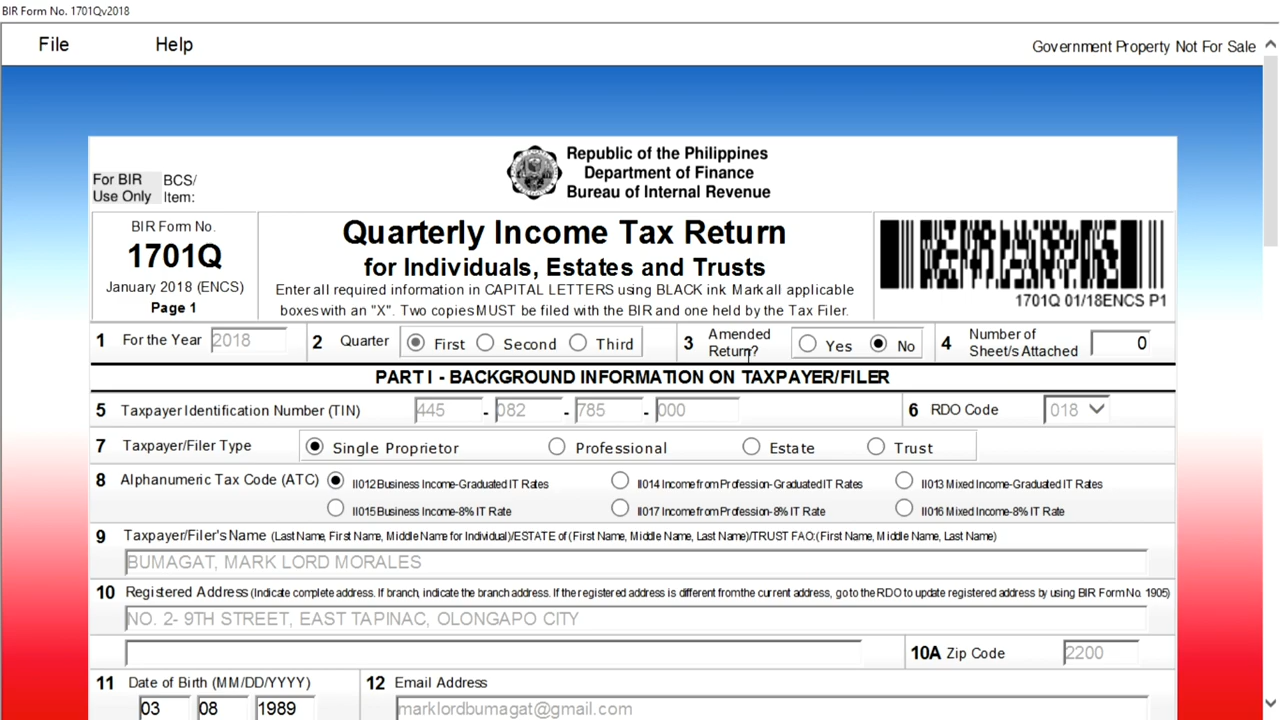 BIR Form No. 1701Qv2018
File Help Government Property Not For Sale
Republic of the Philippines
Department of Finance
Bureau of Internal Revenue
For BIR Use Only
BCS/ Item:
BIR Form No.
1701Q
January 2018 (ENCS)
Page 1
Quarterly Income Tax Return
for Individuals, Estates and Trusts
Enter all required information in CAPITAL LETTERS using BLACK ink Mark all applicable
boxes with an "X". Two copies MUST be filed with the BIR and one held by the Tax Filer.
1701Q 01/18ENCS P1
1 For the Year 2018 2 Quarter First Second Third 3 Amended Return? Yes No 4 Number of Sheet/s Attached 0
PART I - BACKGROUND INFORMATION ON TAXPAYER/FILER
5 Taxpayer Identification Number (TIN) 445 - 082 - 785 - 000 6 RDO Code 018
7 Taxpayer/Filer Type Single Proprietor Professional Estate Trust
8 Alphanumeric Tax Code (ATC) II012 Business Income-Graduated IT Rates II014 Income from Profession-Graduated IT Rates II013 Mixed Income-Graduated IT Rates
II015 Business Income-8% IT Rate II017 Income from Profession-8% IT Rate II016 Mixed Income-8% IT Rate
9 Taxpayer/Filer's Name (Last Name, First Name, Middle Name for Individual)/ESTATE of (First Name, Middle Name, Last Name)/TRUST FAO:(First Name, Middle Name, Last Name)
BUMAGAT, MARK LORD MORALES
10 Registered Address (Indicate complete address. If branch, indicate the branch address. If the registered address is different from the current address, go to the RDO to update registered address by using BIR Form No. 1905)
NO. 2- 9TH STREET, EAST TAPINAC, OLONGAPO CITY
10A Zip Code 2200
11 Date of Birth (MM/DD/YYYY) 12 Email Address
03 08 1989 marklordbumagat@gmail.com